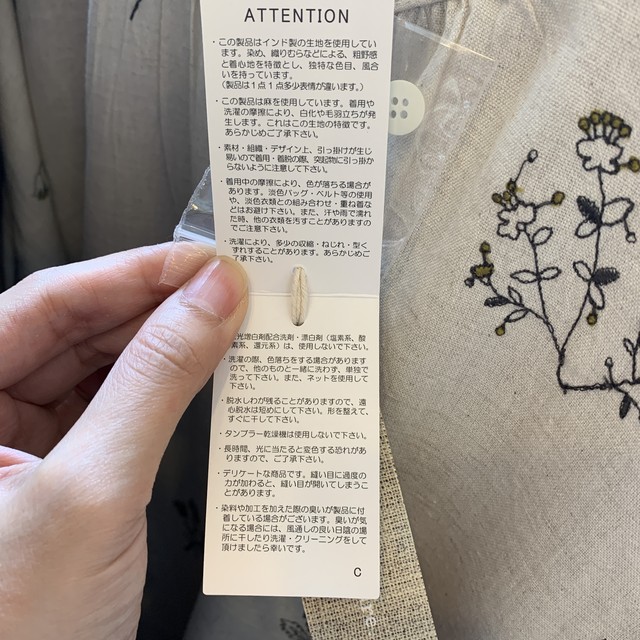 ATTENTION
・この製品はインド製の生地を使用してい
ます。染め、織りむらなどによる、粗野感
と着心地を特徴とし、独特な色目、風合
いを持っています。
(製品は1点1点多少表情が違います。)
・この製品は麻を使用しています。着用や
洗濯の摩擦により、白化や毛羽立ちが発
生します。これはこの生地の特徴です。
あらかじめご了承下さい。
・素材・組織・デザイン上、引っ掛けが生じ
易いので着用・着脱の際、突起物に引っ掛か
らないように注意して下さい。
・着用中の摩擦により、色が落ちる場合が
あります。淡色バッグ・ベルト等の使用
や、淡色衣類との組み合わせ・重ね着な
どはお避け下さい。また、汗や雨で濡れ
た時、他の衣類を汚すことがありますの
でご注意下さい。
・洗濯により、多少の収縮・ねじれ・型く
ずれすることがあります。あらかじめご
了承下さい。
光増白剤配合洗剤・漂白剤(塩素系、酸
素系、還元系)は、使用しないで下さい。
・洗濯の際、色落ちをする場合があります
ので、他のものと一緒に洗わず、単独で
洗って下さい。また、ネットを使用して
下さい。
・脱水しわが残ることがありますので、遠
心脱水は短めにして下さい。形を整えて、
すぐに干して下さい。
・タンブラー乾燥機は使用しないで下さい。
・長時間、光に当たると変色する恐れがあ
りますので、ご了承下さい。
・デリケートな商品です。縫い目に過度の
力が加わると、縫い目が開いてしまうこ
とがあります。
・染料や加工を加えた際の臭いが製品に付
着している場合がございます。臭いが気
になる場合には、風通しの良い日陰の場
所に干したり洗濯・クリーニングをして
頂けましたら幸いです。
C